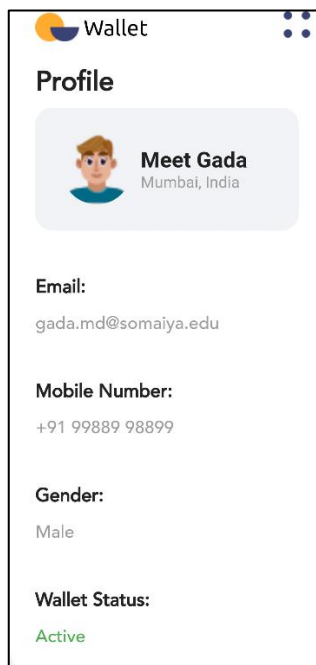 Wallet
Profile
Meet Gada
Mumbai, India
Email:
gada.md@somaiya.edu
Mobile Number:
+91 99889 98899
Gender:
Male
Wallet Status:
Active